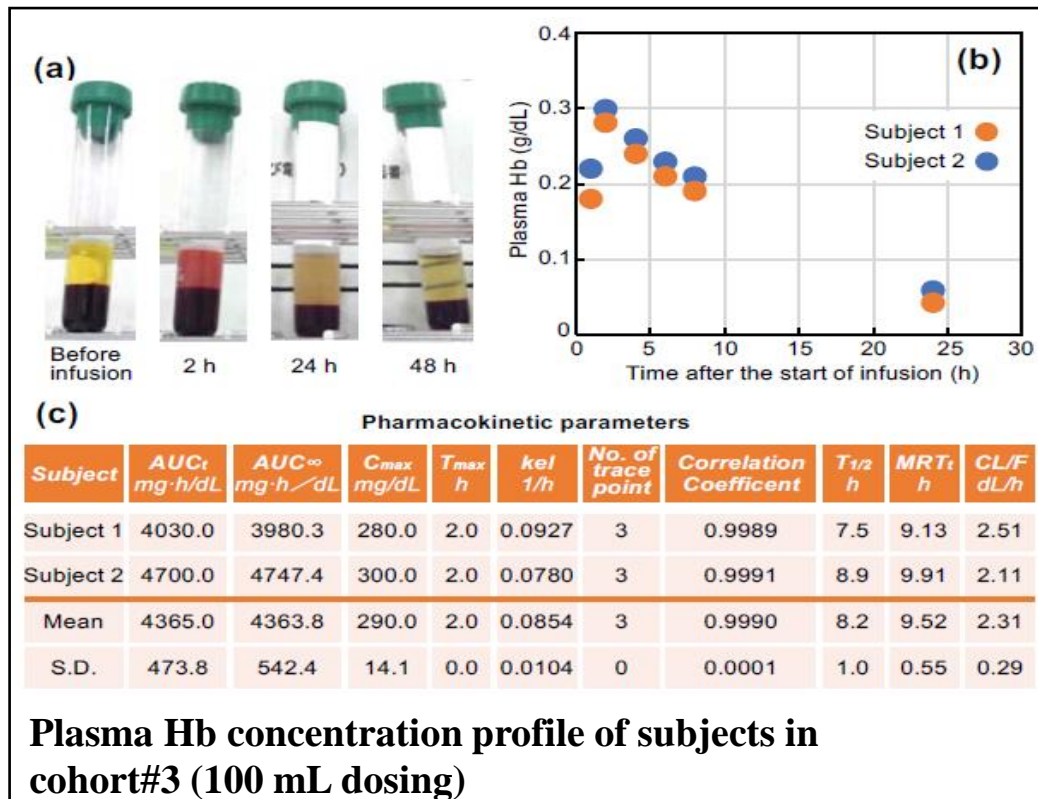 (a)
び電
)
Before
infusion
2 h
24 h
48 h
(b)
Plasma Hb (g/dL)
0.4
0.3
0.2
0.1
0
0
5
10
15
20
25
30
Subject 1
Subject 2
Time after the start of infusion (h)
(c)
Pharmacokinetic parameters
Subject AUCt mg·h/dL AUC∞ mg·h／dL Cmax mg/dL Tmax h kel 1/h No. of trace point Correlation Coefficent T1/2 h MRTt h CL/F dL/h
Subject 1 4030.0 3980.3 280.0 2.0 0.0927 3 0.9989 7.5 9.13 2.51
Subject 2 4700.0 4747.4 300.0 2.0 0.0780 3 0.9991 8.9 9.91 2.11
Mean 4365.0 4363.8 290.0 2.0 0.0854 3 0.9990 8.2 9.52 2.31
S.D. 473.8 542.4 14.1 0.0 0.0104 0 0.0001 1.0 0.55 0.29
Plasma Hb concentration profile of subjects in
cohort#3 (100 mL dosing)